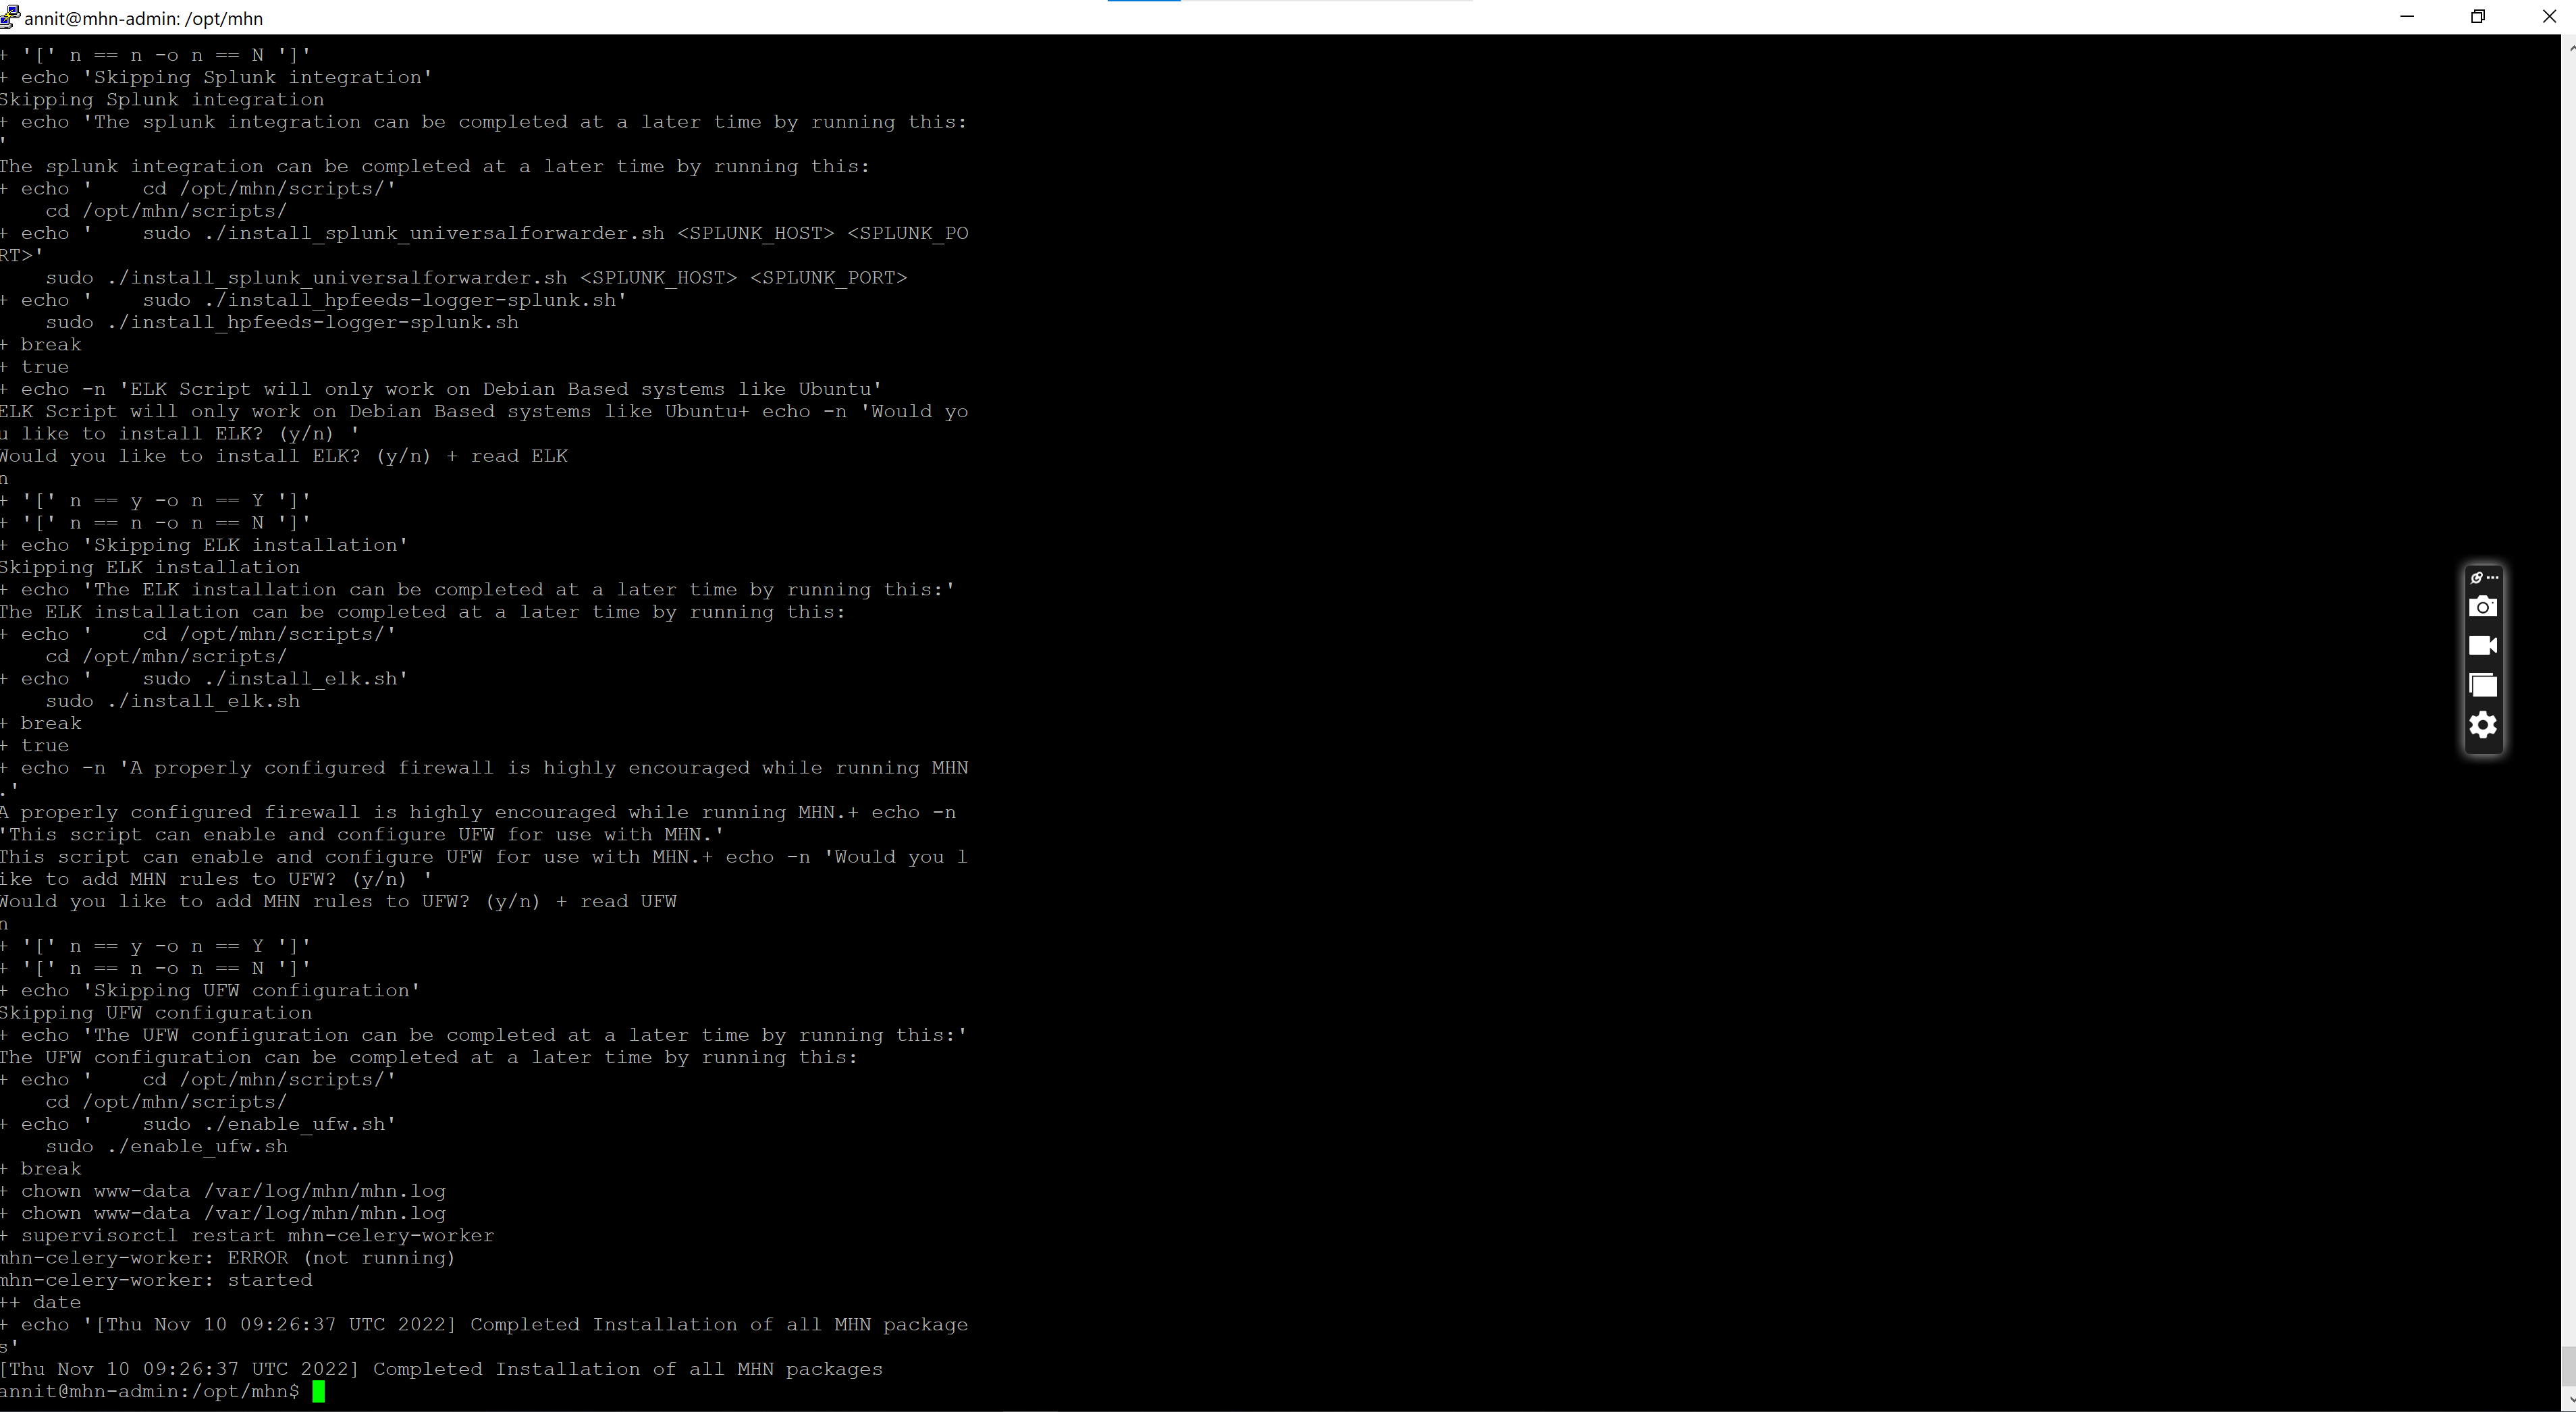 annit@mhn-admin: /opt/mhn
+ '[' n == n -o n == N ']'
+ echo 'Skipping Splunk integration'
Skipping Splunk integration
+ echo 'The splunk integration can be completed at a later time by running this:
'
The splunk integration can be completed at a later time by running this:
+ echo '    cd /opt/mhn/scripts/'
    cd /opt/mhn/scripts/
+ echo '    sudo ./install_splunk_universalforwarder.sh <SPLUNK_HOST> <SPLUNK_PO
RT>'
    sudo ./install_splunk_universalforwarder.sh <SPLUNK_HOST> <SPLUNK_PORT>
+ echo '    sudo ./install_hpfeeds-logger-splunk.sh'
    sudo ./install_hpfeeds-logger-splunk.sh
+ break
+ true
+ echo -n 'ELK Script will only work on Debian Based systems like Ubuntu'
ELK Script will only work on Debian Based systems like Ubuntu+ echo -n 'Would yo
u like to install ELK? (y/n) '
Would you like to install ELK? (y/n) + read ELK
n
+ '[' n == y -o n == Y ']'
+ '[' n == n -o n == N ']'
+ echo 'Skipping ELK installation'
Skipping ELK installation
+ echo 'The ELK installation can be completed at a later time by running this:'
The ELK installation can be completed at a later time by running this:
+ echo '    cd /opt/mhn/scripts/'
    cd /opt/mhn/scripts/
+ echo '    sudo ./install_elk.sh'
    sudo ./install_elk.sh
+ break
+ true
+ echo -n 'A properly configured firewall is highly encouraged while running MHN
.'
A properly configured firewall is highly encouraged while running MHN.+ echo -n
'This script can enable and configure UFW for use with MHN.'
This script can enable and configure UFW for use with MHN.+ echo -n 'Would you l
ike to add MHN rules to UFW? (y/n) '
Would you like to add MHN rules to UFW? (y/n) + read UFW
n
+ '[' n == y -o n == Y ']'
+ '[' n == n -o n == N ']'
+ echo 'Skipping UFW configuration'
Skipping UFW configuration
+ echo 'The UFW configuration can be completed at a later time by running this:'
The UFW configuration can be completed at a later time by running this:
+ echo '    cd /opt/mhn/scripts/'
    cd /opt/mhn/scripts/
+ echo '    sudo ./enable_ufw.sh'
    sudo ./enable_ufw.sh
+ break
+ chown www-data /var/log/mhn/mhn.log
+ chown www-data /var/log/mhn/mhn.log
+ supervisorctl restart mhn-celery-worker
mhn-celery-worker: ERROR (not running)
mhn-celery-worker: started
++ date
+ echo '[Thu Nov 10 09:26:37 UTC 2022] Completed Installation of all MHN package
s'
[Thu Nov 10 09:26:37 UTC 2022] Completed Installation of all MHN packages
annit@mhn-admin:/opt/mhn$